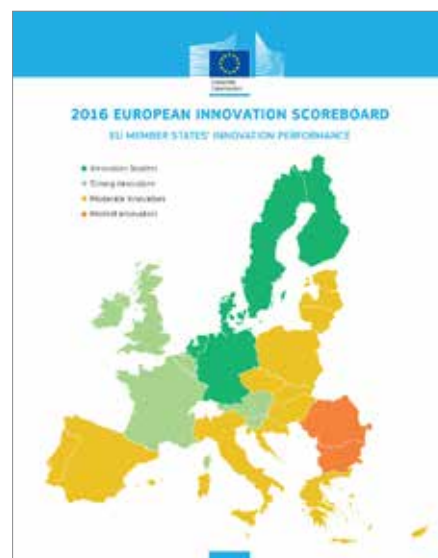 2016 EUROPEAN INNOVATION SCOREBOARD
EU MEMBER STATES' INNOVATION PERFORMANCE
Innovation leaders
Strong innovators
Moderate innovators
Modest innovators